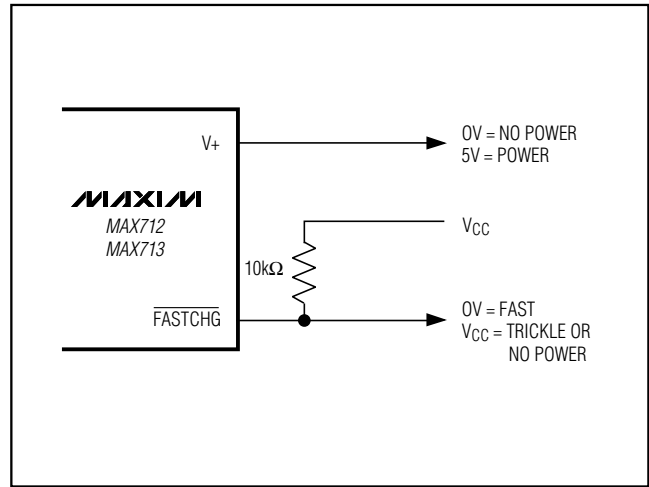 V+
0V = NO POWER
5V = POWER
MAXIM
MAX712
MAX713
VCC
10kΩ
FASTCHG
0V = FAST
VCC = TRICKLE OR
NO POWER